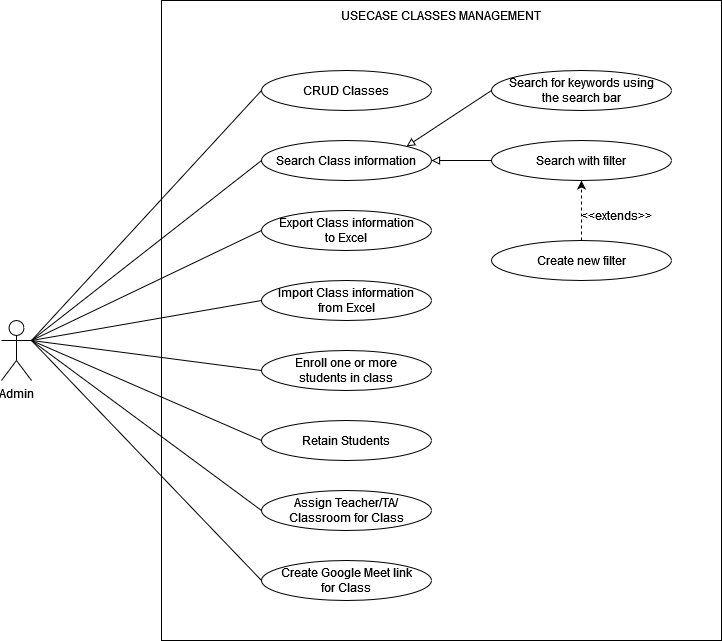 USECASE CLASSES MANAGEMENT
CRUD Classes
Search for keywords using
the search bar
Search Class information
Search with filter
<<extends>>
Export Class information
to Excel
Create new filter
Import Class information
from Excel
Enroll one or more
students in class
Admin
Retain Students
Assign Teacher/TA/
Classroom for Class
Create Google Meet link
for Class